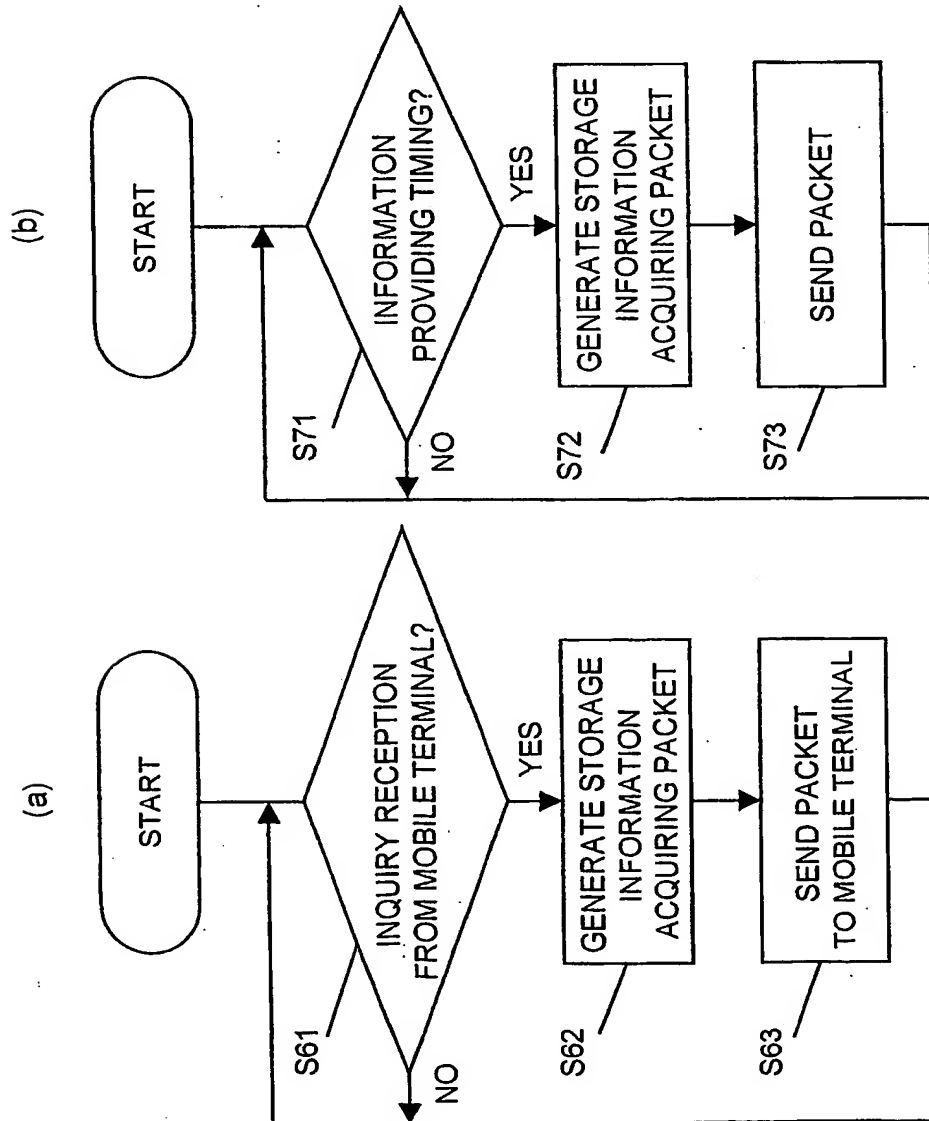 (a)
START
INQUIRY RECEPTION
FROM MOBILE TERMINAL?
S61
NO
YES
GENERATE STORAGE
INFORMATION
ACQUIRING PACKET
S62
SEND PACKET
TO MOBILE TERMINAL
S63
(b)
START
INFORMATION
PROVIDING TIMING?
S71
NO
YES
GENERATE STORAGE
INFORMATION
ACQUIRING PACKET
S72
SEND PACKET
S73